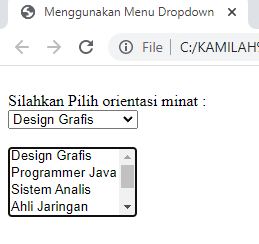 Menggunakan Menu Dropdown
File
C:/KAMILAH
Silahkan Pilih orientasi minat :
Design Grafis
Design Grafis
Programmer Java
Sistem Analis
Ahli Jaringan